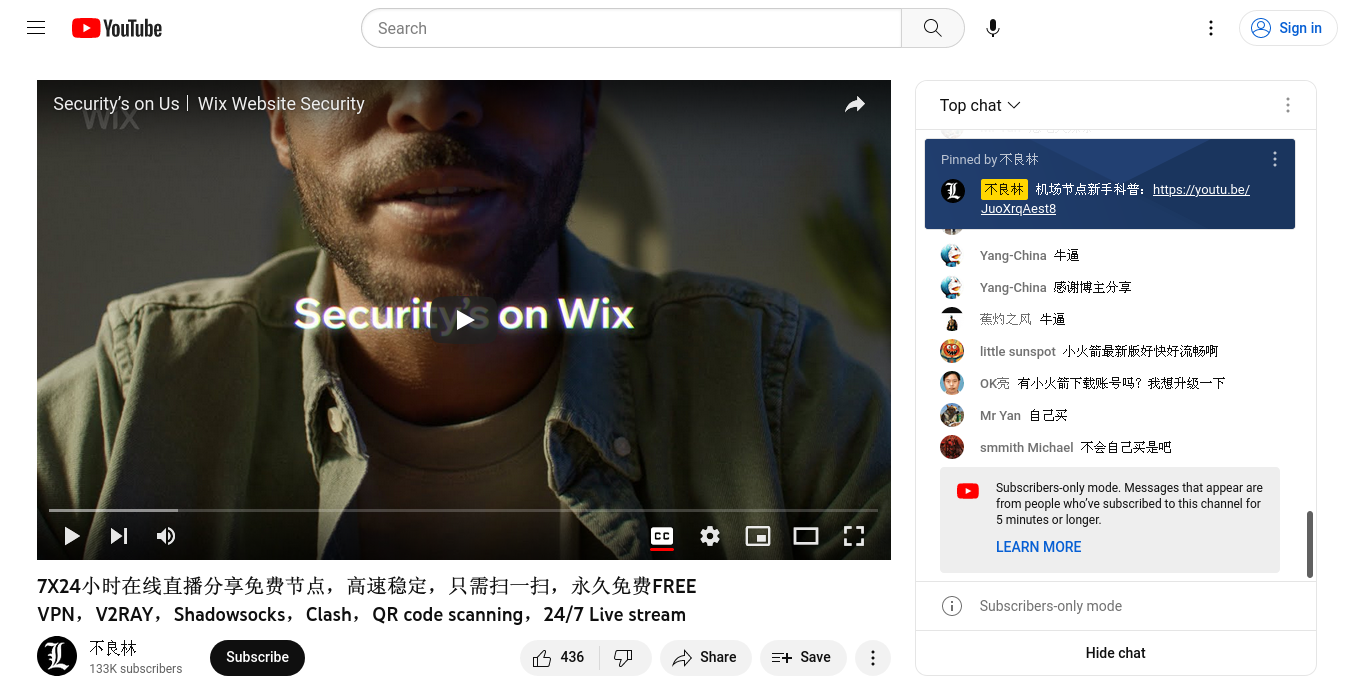 YouTube
Search
Sign in
Security’s on Us | Wix Website Security
WIX
Security's on Wix
CC
7X24小时在线直播分享免费节点，高速稳定，只需扫一扫，永久免费FREE
VPN，V2RAY，Shadowsocks，Clash，QR code scanning，24/7 Live stream
不良林
133K subscribers
Subscribe
436
Share
Save
Top chat
Pinned by 不良林
不良林 机场节点新手科普：https://youtu.be/
JuoXrqAest8
Yang-China 牛逼
Yang-China 感谢博主分享
蕉灼之风 牛逼
little sunspot 小火箭最新版好快好流畅啊
OK亮 有小火箭下载账号吗？我想升级一下
Mr Yan 自己买
smmith Michael 不会自己买是吧
Subscribers-only mode. Messages that appear are
from people who’ve subscribed to this channel for
5 minutes or longer.
LEARN MORE
Subscribers-only mode
Hide chat